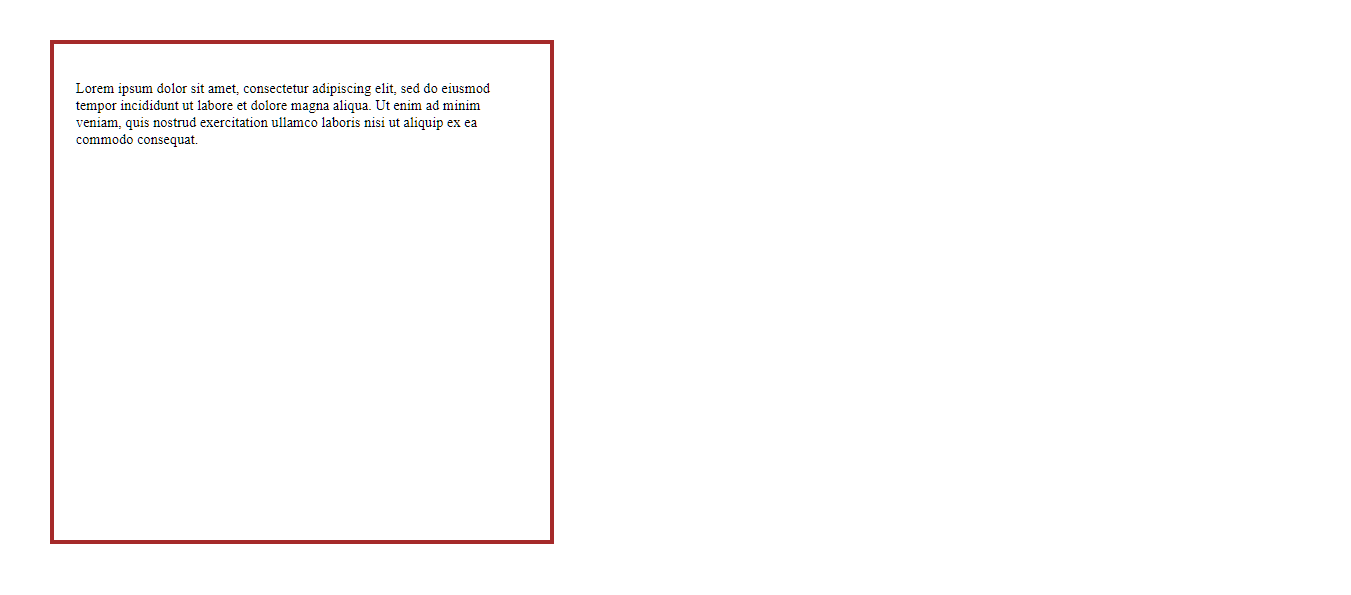 Lorem ipsum dolor sit amet, consectetur adipiscing elit, sed do eiusmod
tempor incididunt ut labore et dolore magna aliqua. Ut enim ad minim
veniam, quis nostrud exercitation ullamco laboris nisi ut aliquip ex ea
commodo consequat.